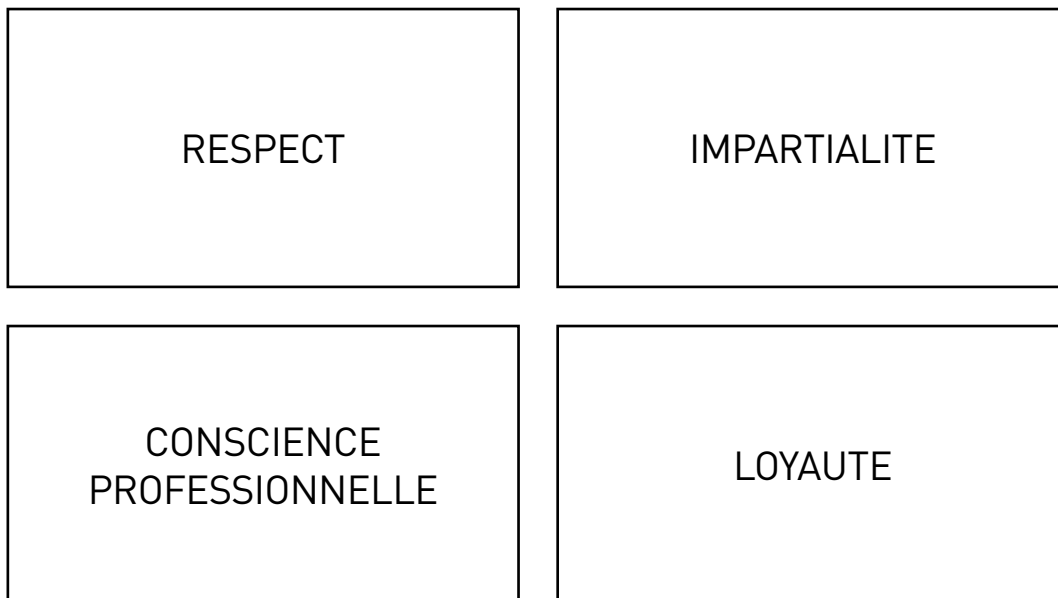 RESPECT
IMPARTIALITE
CONSCIENCE
PROFESSIONNELLE
LOYAUTE